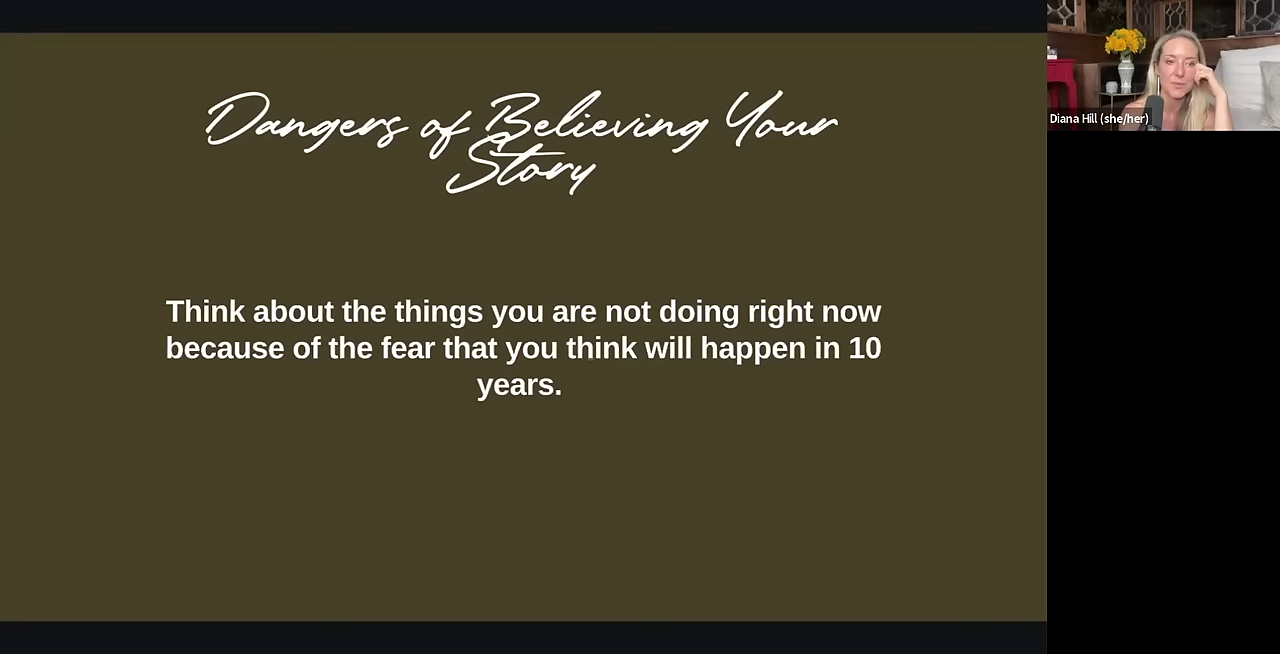 Dangers of Believing Your
Story
Think about the things you are not doing right now
because of the fear that you think will happen in 10
years.
Diana Hill (she/her)